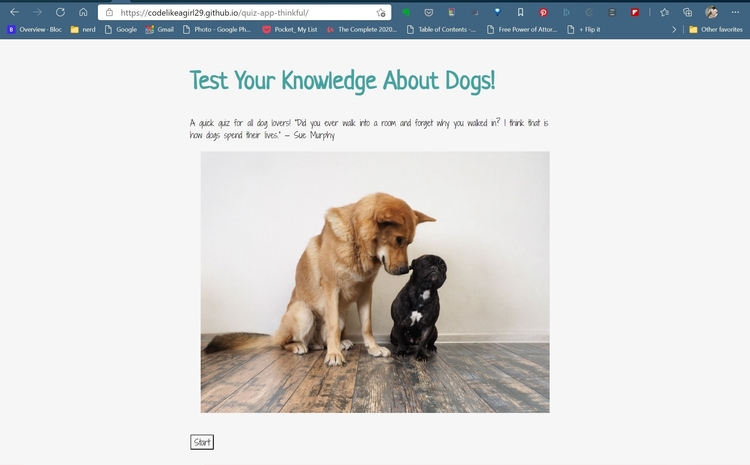 https://codelikeagirl29.github.io/quiz-app-thinkful/
Overview - Bloc nerd Google Gmail Photo - Google Ph... Pocket_ My List The Complete 2020... Table of Contents -... Free Power of Attor... + Flip it Other favorites
Test Your Knowledge About Dogs!
A quick quiz for all dog lovers! "Did you ever walk into a room and forget why you walked in? I think that is
how dogs spend their lives." – Sue Murphy
Start